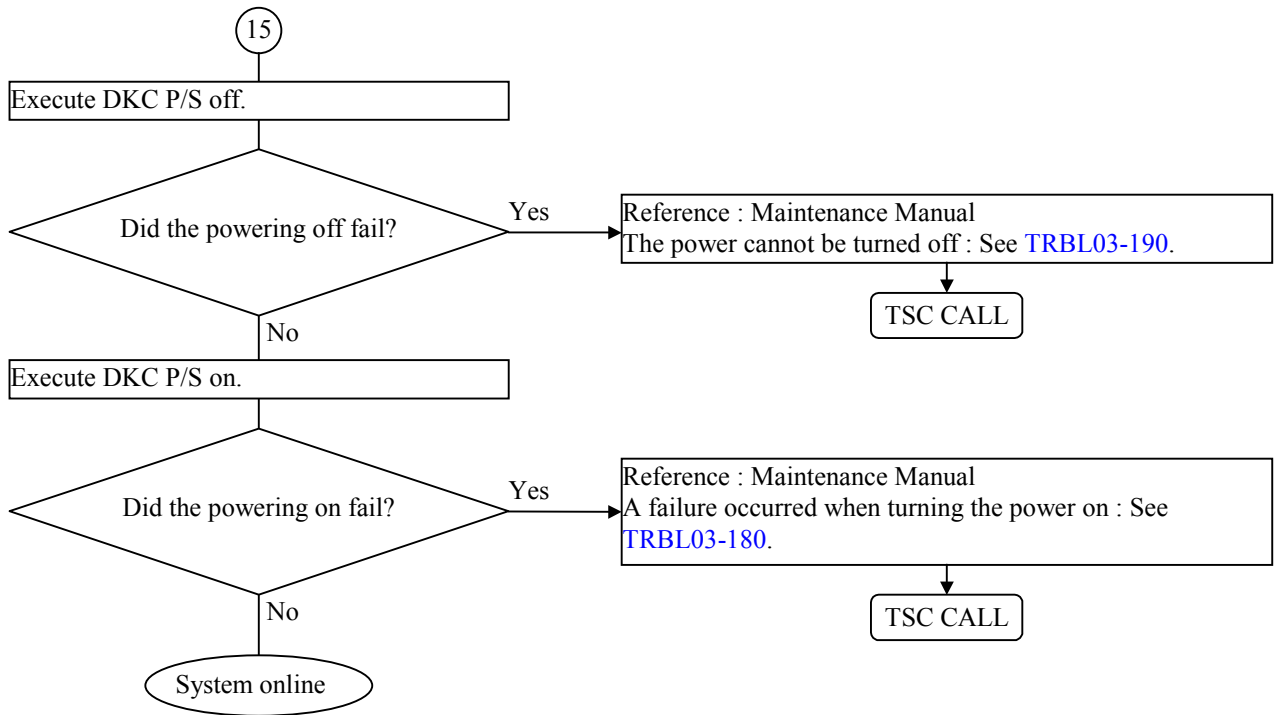 15
Execute DKC P/S off.
Did the powering off fail?
Yes
Reference : Maintenance Manual
The power cannot be turned off : See TRBL03-190.
TSC CALL
No
Execute DKC P/S on.
Did the powering on fail?
Yes
Reference : Maintenance Manual
A failure occurred when turning the power on : See
TRBL03-180.
TSC CALL
No
System online